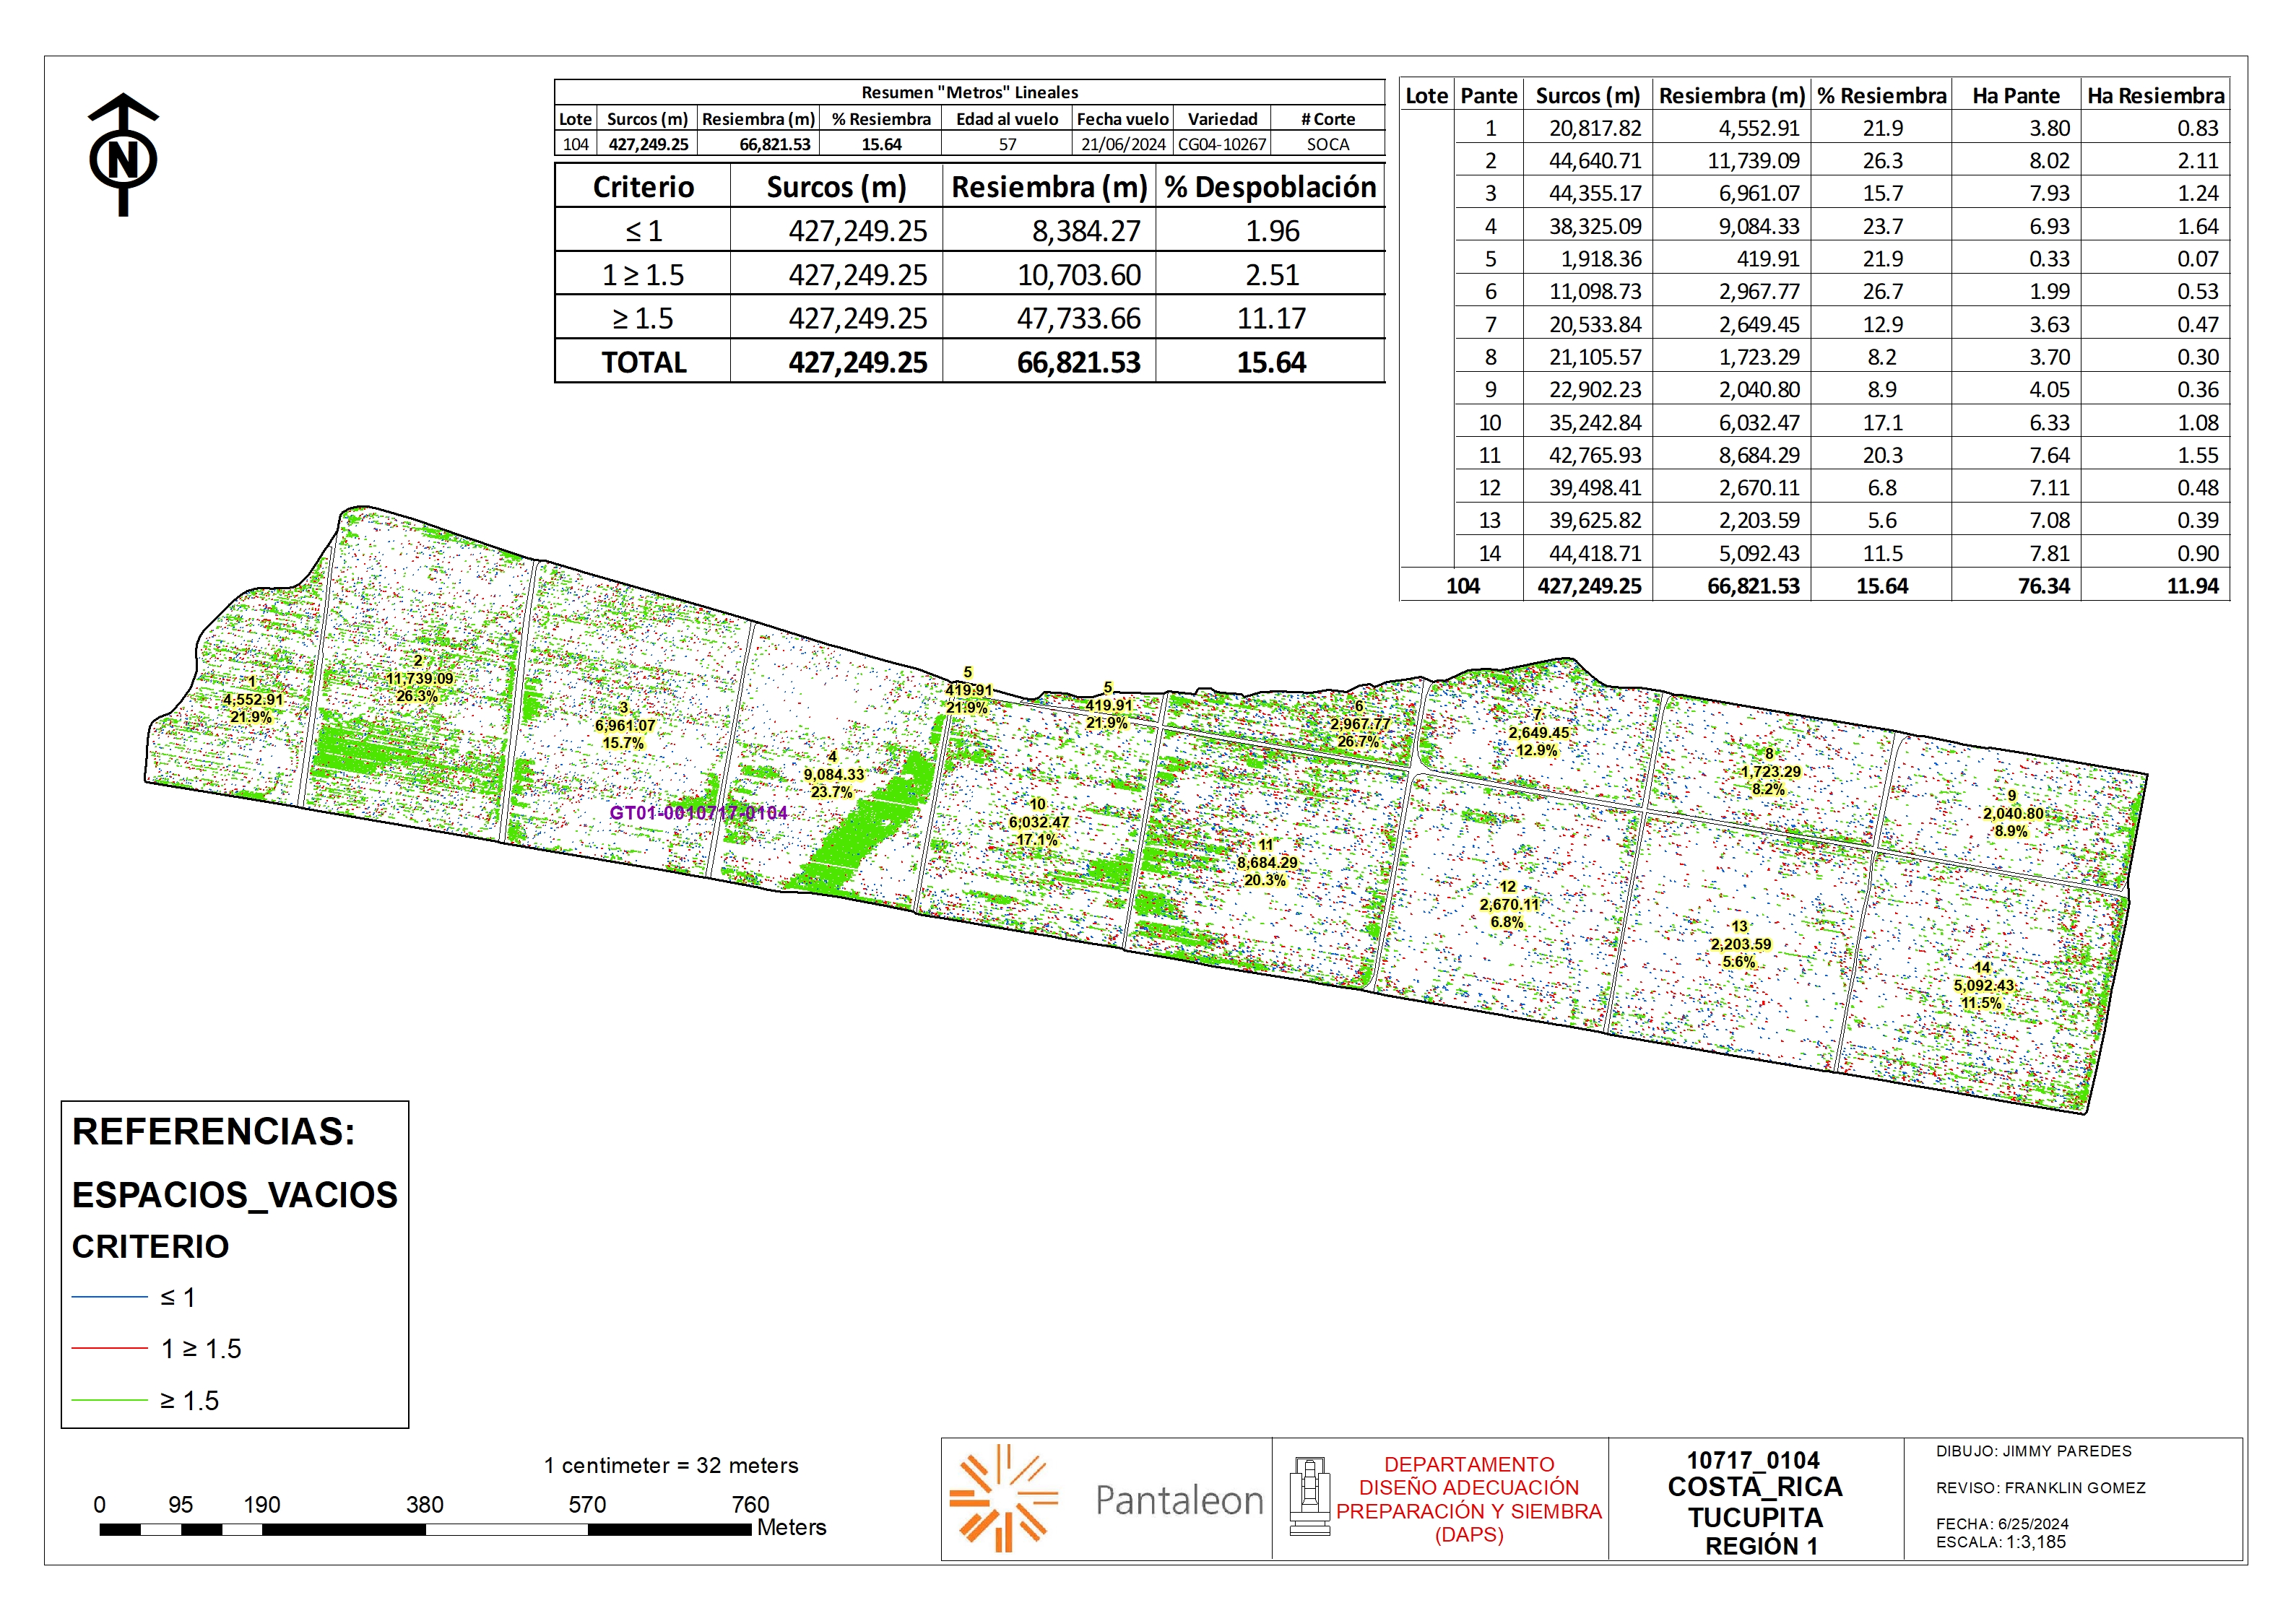 N
Resumen "Metros" Lineales
Lote Surcos (m) Resiembra (m) % Resiembra Edad al vuelo Fecha vuelo Variedad # Corte
104 427,249.25 66,821.53 15.64 57 21/06/2024 CG04-10267 SOCA
Criterio Surcos (m) Resiembra (m) % Despoblación
≤ 1 427,249.25 8,384.27 1.96
1 ≥ 1.5 427,249.25 10,703.60 2.51
≥ 1.5 427,249.25 47,733.66 11.17
TOTAL 427,249.25 66,821.53 15.64
Lote Pante Surcos (m) Resiembra (m) % Resiembra Ha Pante Ha Resiembra
1 20,817.82 4,552.91 21.9 3.80 0.83
2 44,640.71 11,739.09 26.3 8.02 2.11
3 44,355.17 6,961.07 15.7 7.93 1.24
4 38,325.09 9,084.33 23.7 6.93 1.64
5 1,918.36 419.91 21.9 0.33 0.07
6 11,098.73 2,967.77 26.7 1.99 0.53
7 20,533.84 2,649.45 12.9 3.63 0.47
8 21,105.57 1,723.29 8.2 3.70 0.30
9 22,902.23 2,040.80 8.9 4.05 0.36
10 35,242.84 6,032.47 17.1 6.33 1.08
11 42,765.93 8,684.29 20.3 7.64 1.55
12 39,498.41 2,670.11 6.8 7.11 0.48
13 39,625.82 2,203.59 5.6 7.08 0.39
14 44,418.71 5,092.43 11.5 7.81 0.90
104 427,249.25 66,821.53 15.64 76.34 11.94
1
4,552.91
21.9%
2
11,739.09
26.3%
3
6,961.07
15.7%
4
9,084.33
23.7%
GT01-0010717-0104
5
419.91
21.9%
5
419.91
21.9%
6
2,967.77
26.7%
7
2,649.45
12.9%
8
1,723.29
8.2%
9
2,040.80
8.9%
10
6,032.47
17.1%
11
8,684.29
20.3%
12
2,670.11
6.8%
13
2,203.59
5.6%
14
5,092.43
11.5%
REFERENCIAS:
ESPACIOS_VACIOS
CRITERIO
≤ 1
1 ≥ 1.5
≥ 1.5
1 centimeter = 32 meters
0 95 190 380 570 760
Meters
Pantaleon
DEPARTAMENTO
DISEÑO ADECUACIÓN
PREPARACIÓN Y SIEMBRA
(DAPS)
10717_0104
COSTA_RICA
TUCUPITA
REGIÓN 1
DIBUJO: JIMMY PAREDES
REVISO: FRANKLIN GOMEZ
FECHA: 6/25/2024
ESCALA: 1:3,185